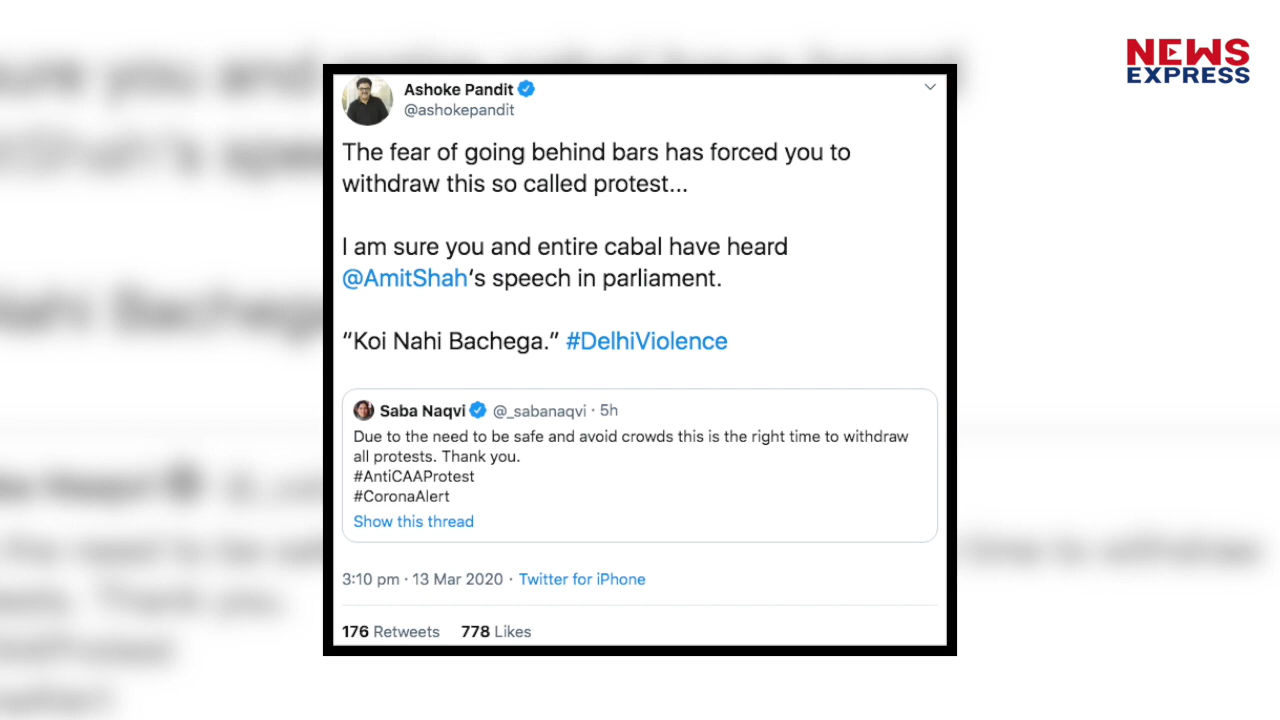 NEWS
EXPRESS
Ashoke Pandit
@ashokepandit
The fear of going behind bars has forced you to
withdraw this so called protest...
I am sure you and entire cabal have heard
@AmitShah's speech in parliament.
“Koi Nahi Bachega.” #DelhiViolence
Saba Naqvi @_sabanaqvi · 5h
Due to the need to be safe and avoid crowds this is the right time to withdraw
all protests. Thank you.
#AntiCAAProtest
#CoronaAlert
Show this thread
3:10 pm · 13 Mar 2020 · Twitter for iPhone
176 Retweets 778 Likes